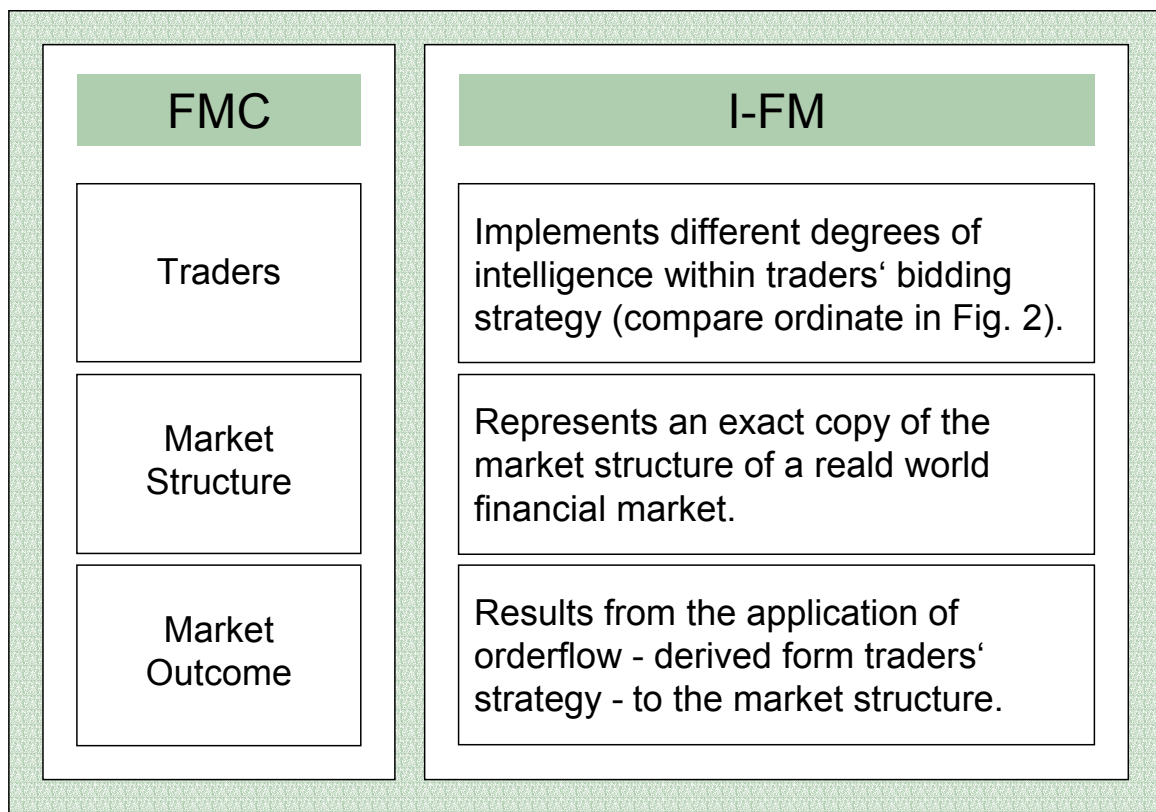 FMC
I-FM
Traders
Implements different degrees of
intelligence within traders‘ bidding
strategy (compare ordinate in Fig. 2).
Market
Structure
Represents an exact copy of the
market structure of a reald world
financial market.
Market
Outcome
Results from the application of
orderflow - derived form traders‘
strategy - to the market structure.